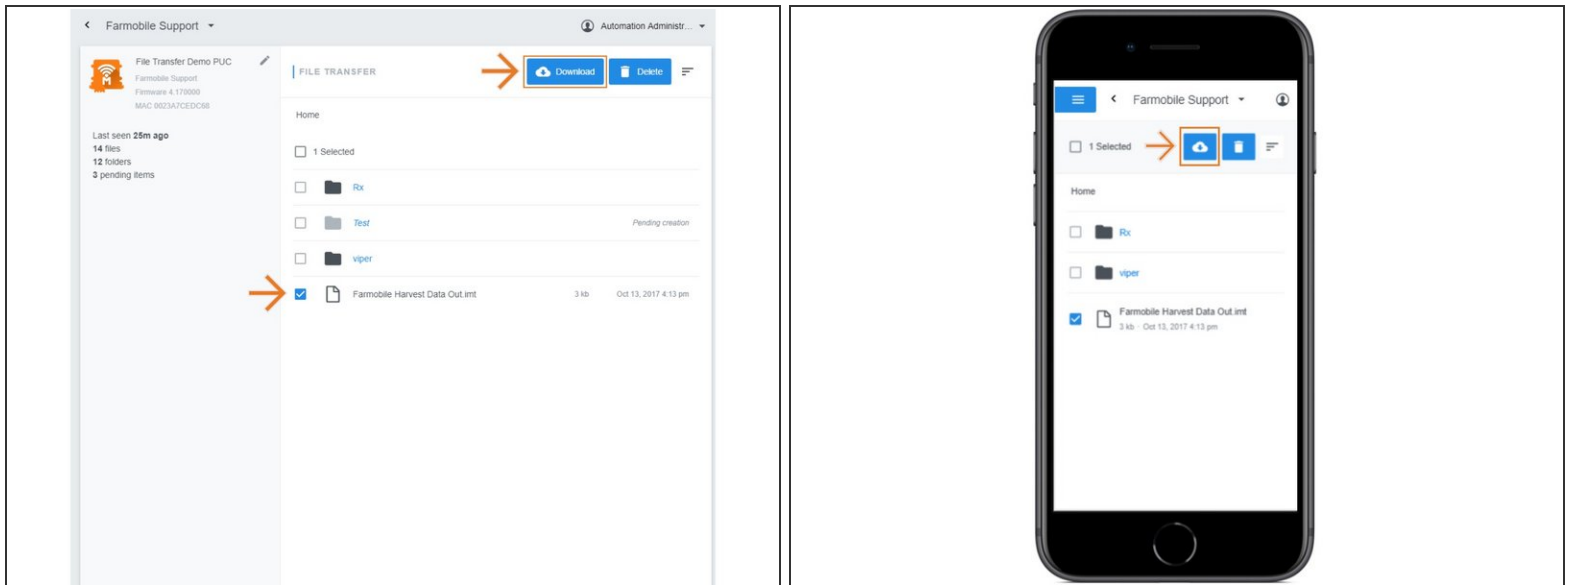 Farmobile Support
Automation Administr...
File Transfer Demo PUC
Farmobile Support
Firmware 4.170000
MAC 0023A7CEDC68
Last seen 25m ago
14 files
12 folders
3 pending items
FILE TRANSFER
Download
Delete
Home
1 Selected
Rx
Test
Pending creation
viper
Farmobile Harvest Data Out.imt
3 kb
Oct 13, 2017 4:13 pm
Farmobile Support
1 Selected
Home
Rx
viper
Farmobile Harvest Data Out.imt
3 kb · Oct 13, 2017 4:13 pm